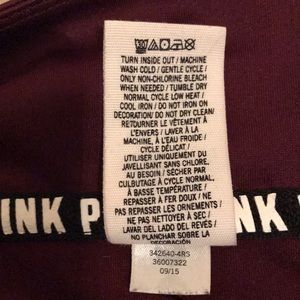 TURN INSIDE OUT / MACHINE
WASH COLD / GENTLE CYCLE /
ONLY NON-CHLORINE BLEACH
WHEN NEEDED / TUMBLE DRY
NORMAL CYCLE LOW HEAT /
COOL IRON / DO NOT IRON ON
DECORATION/ DO NOT DRY CLEAN/
RETOURNER LE VÊTEMENT À
L'ENVERS / LAVER À LA
MACHINE, À L'EAU FROIDE /
CYCLE DÉLICAT /
UTILISER UNIQUEMENT DU
JAVELLISANT SANS CHLORE,
AU BESOIN / SÉCHER PAR
CULBUTAGE À CYCLE NORMAL,
À BASSE TEMPÉRATURE /
REPASSER À FER DOUX / NE
PAS REPASSER LES ORNEMENTS /
NE PAS NETTOYER À SEC /
LAVAR DEL LADO DEL REVES /
NO PLANCHAR SOBRE LA
DECORACIÓN
INK P NK
342640-4RS
36007322
09/15